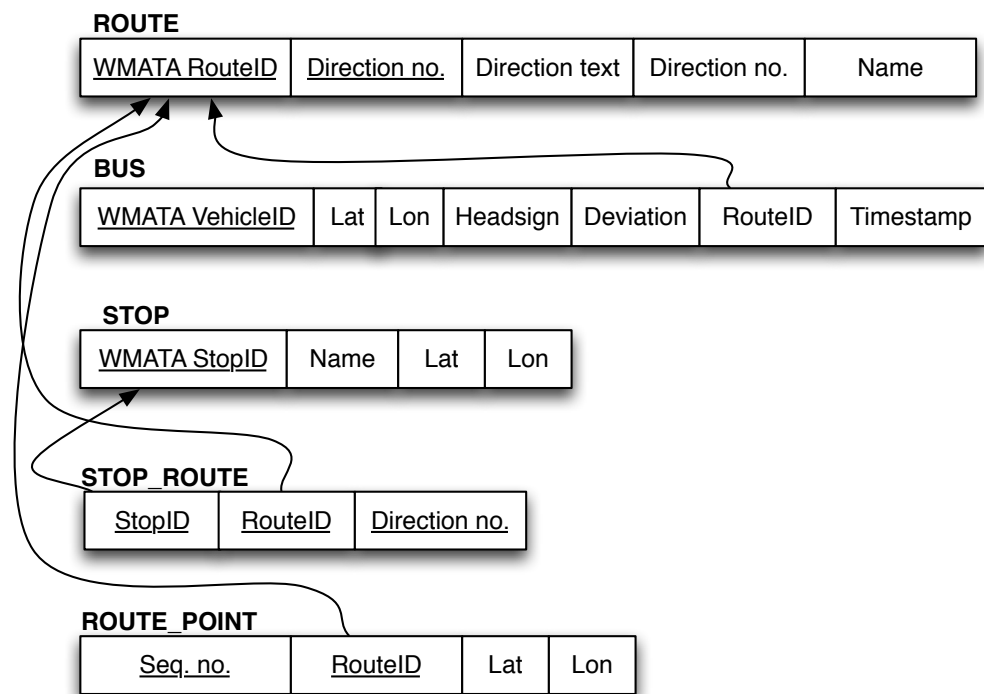 ROUTE
WMATA RouteID Direction no. Direction text Direction no. Name
BUS
WMATA VehicleID Lat Lon Headsign Deviation RouteID Timestamp
STOP
WMATA StopID Name Lat Lon
STOP_ROUTE
StopID RouteID Direction no.
ROUTE_POINT
Seq. no. RouteID Lat Lon